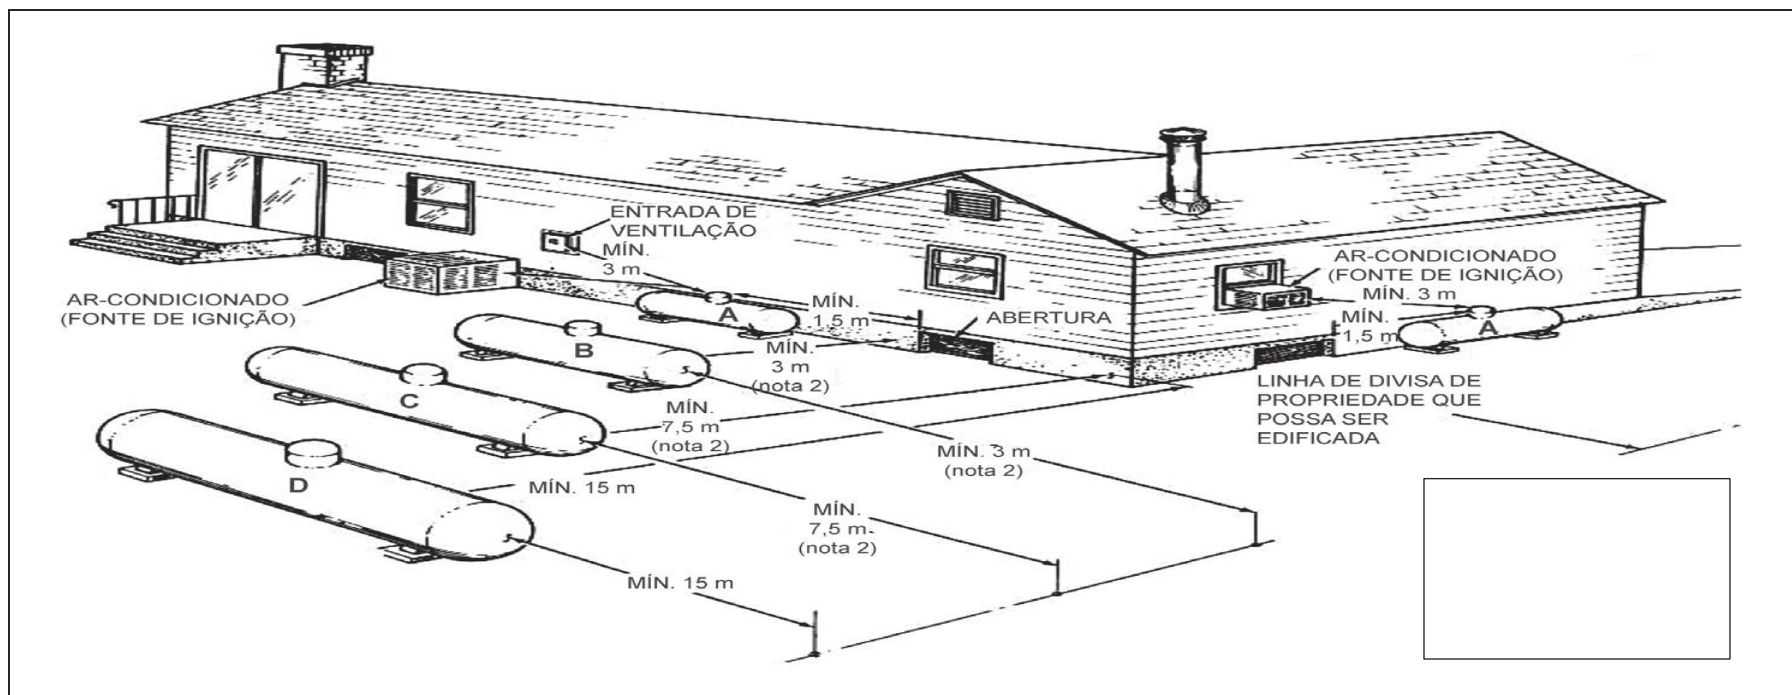 ENTRADA DE
VENTILAÇÃO
MÍN.
3 m
AR-CONDICIONADO
(FONTE DE IGNIÇÃO)
AR-CONDICIONADO
(FONTE DE IGNIÇÃO)
MÍN. 3 m
MÍN.
1,5 m
A
MÍN.
1,5 m
ABERTURA
A
B
MÍN.
3 m
(nota 2)
C
MÍN.
7,5 m
(nota 2)
LINHA DE DIVISA DE
PROPRIEDADE QUE
POSSA SER
EDIFICADA
MÍN. 3 m
(nota 2)
D
MÍN. 15 m
MÍN.
7,5 m
(nota 2)
MÍN. 15 m